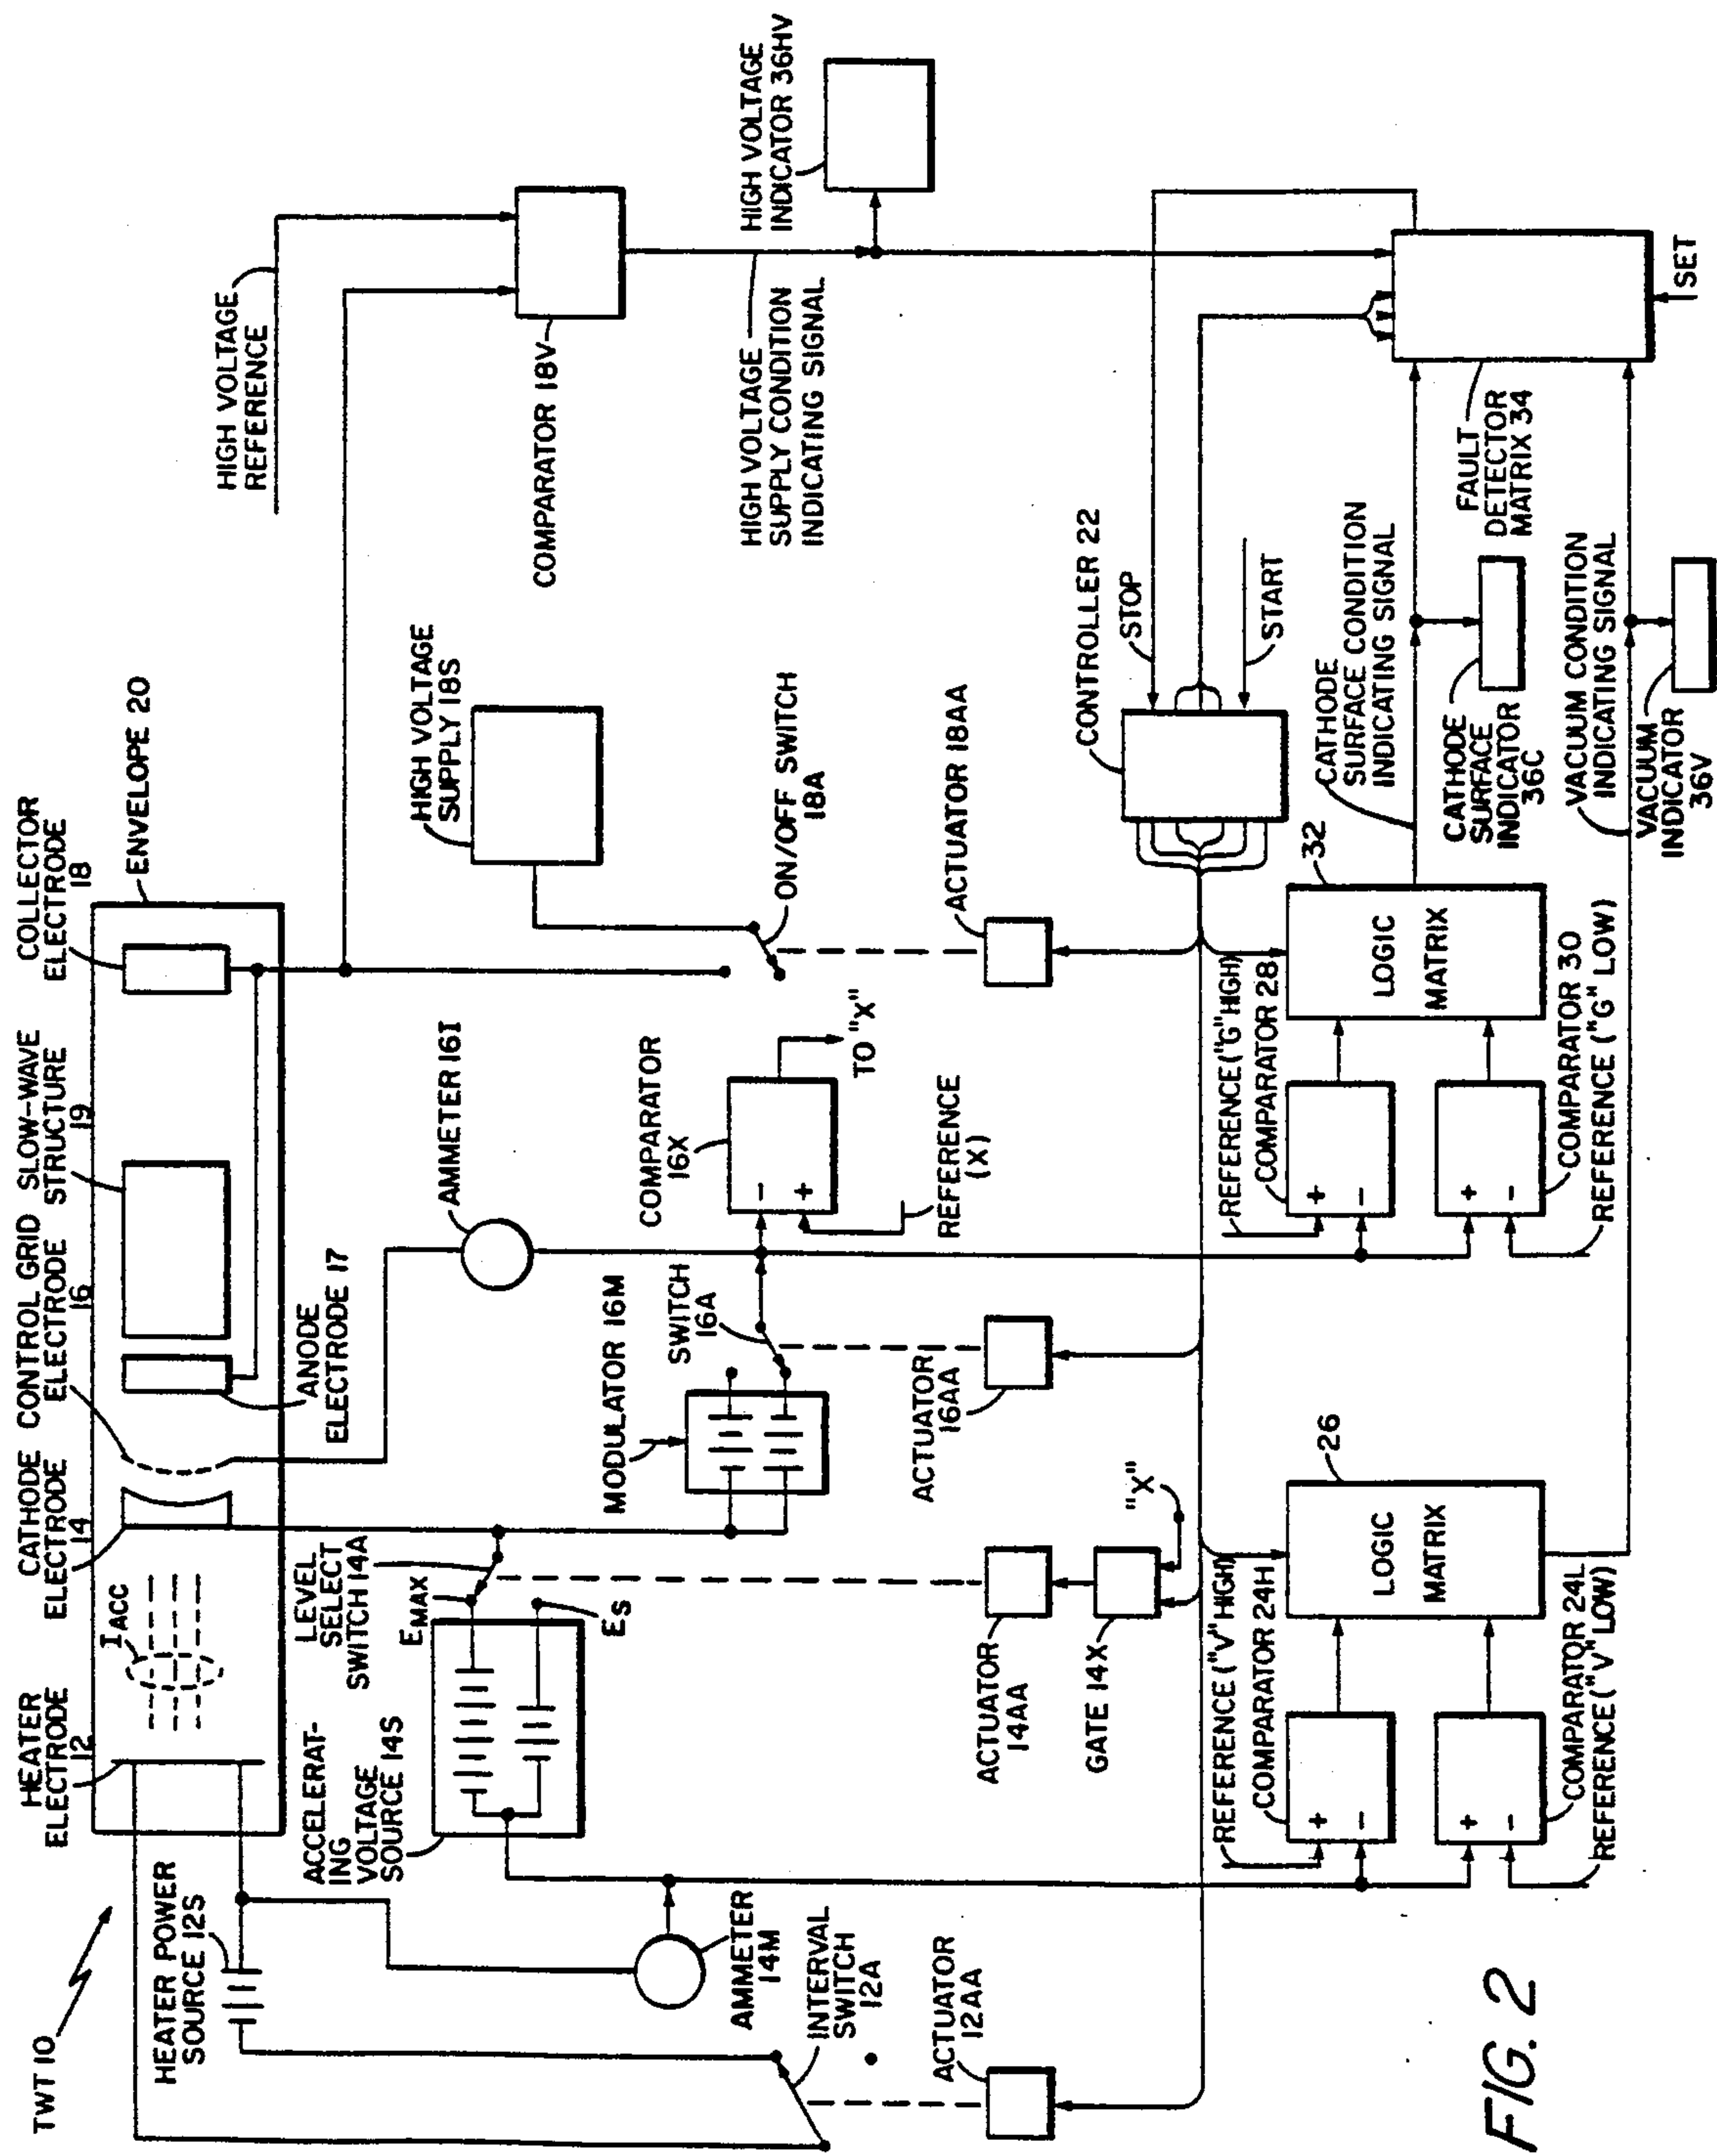 TWT 10
HEATER
ELECTRODE
12
I ACC
CATHODE
ELECTRODE
14
CONTROL GRID
ELECTRODE
16
SLOW-WAVE
STRUCTURE
19
COLLECTOR
ELECTRODE
18
ENVELOPE 20
HEATER POWER
SOURCE 12S
ANODE
ELECTRODE 17
HIGH VOLTAGE
REFERENCE
ACCELERAT-
ING
VOLTAGE
SOURCE 14S
LEVEL
SELECT
SWITCH 14A
EMAX
ES
AMMETER 16I
HIGH VOLTAGE
SUPPLY 18S
COMPARATOR 18V
AMMETER
14M
MODULATOR 16M
SWITCH
16A
COMPARATOR
16X
-
+
TO "X"
REFERENCE
(X)
ON/OFF SWITCH
18A
HIGH VOLTAGE
SUPPLY CONDITION
INDICATING SIGNAL
HIGH VOLTAGE
INDICATOR 36HV
INTERVAL
SWITCH
12A
ACTUATOR
12AA
ACTUATOR
14AA
GATE 14X
"X"
ACTUATOR
16AA
ACTUATOR 18AA
CONTROLLER 22
STOP
START
REFERENCE ("V" HIGH)
COMPARATOR 24H
+
-
+
-
COMPARATOR 24L
REFERENCE ("V" LOW)
LOGIC
MATRIX
26
REFERENCE ("G" HIGH)
COMPARATOR 28
+
-
+
-
COMPARATOR 30
REFERENCE ("G" LOW)
LOGIC
MATRIX
32
CATHODE
SURFACE CONDITION
INDICATING SIGNAL
CATHODE
SURFACE
INDICATOR
36C
VACUUM CONDITION
INDICATING SIGNAL
VACUUM
INDICATOR
36V
FAULT
DETECTOR
MATRIX 34
SET
FIG. 2